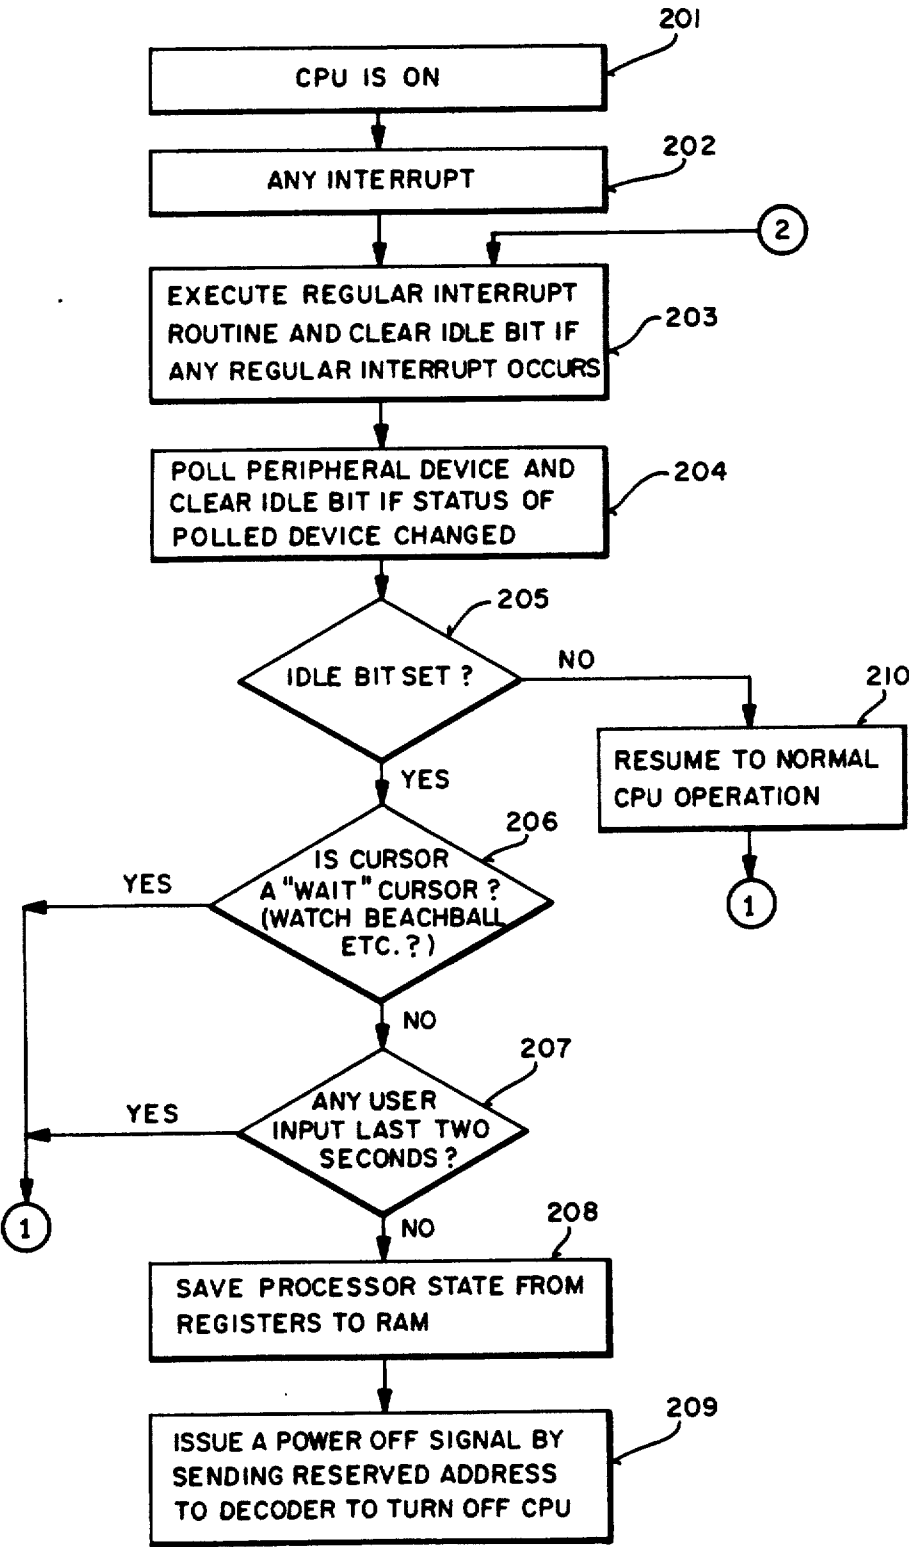 201
CPU IS ON
202
ANY INTERRUPT
2
EXECUTE REGULAR INTERRUPT
ROUTINE AND CLEAR IDLE BIT IF
ANY REGULAR INTERRUPT OCCURS
203
POLL PERIPHERAL DEVICE AND
CLEAR IDLE BIT IF STATUS OF
POLLED DEVICE CHANGED
204
205
IDLE BIT SET ?
NO
210
RESUME TO NORMAL
CPU OPERATION
1
YES
206
IS CURSOR
A "WAIT" CURSOR ?
(WATCH BEACHBALL
ETC. ?)
YES
NO
207
ANY USER
INPUT LAST TWO
SECONDS ?
YES
1
NO
208
SAVE PROCESSOR STATE FROM
REGISTERS TO RAM
209
ISSUE A POWER OFF SIGNAL BY
SENDING RESERVED ADDRESS
TO DECODER TO TURN OFF CPU